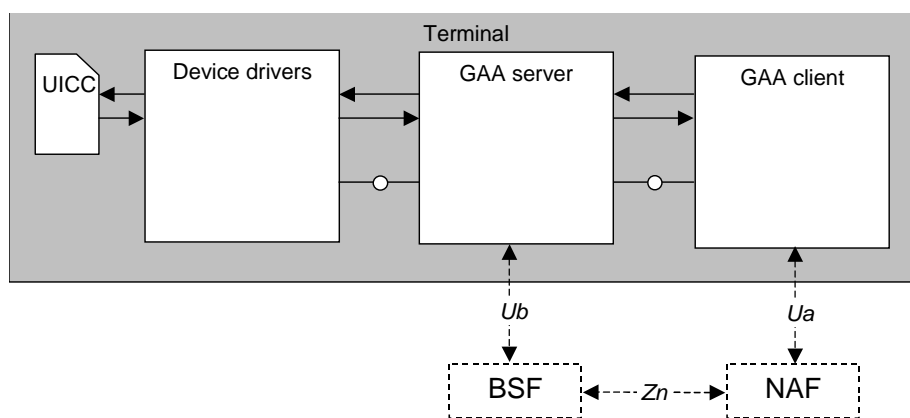 Terminal
UICC
Device drivers
GAA server
GAA client
Ub
Ua
BSF
Zn
NAF